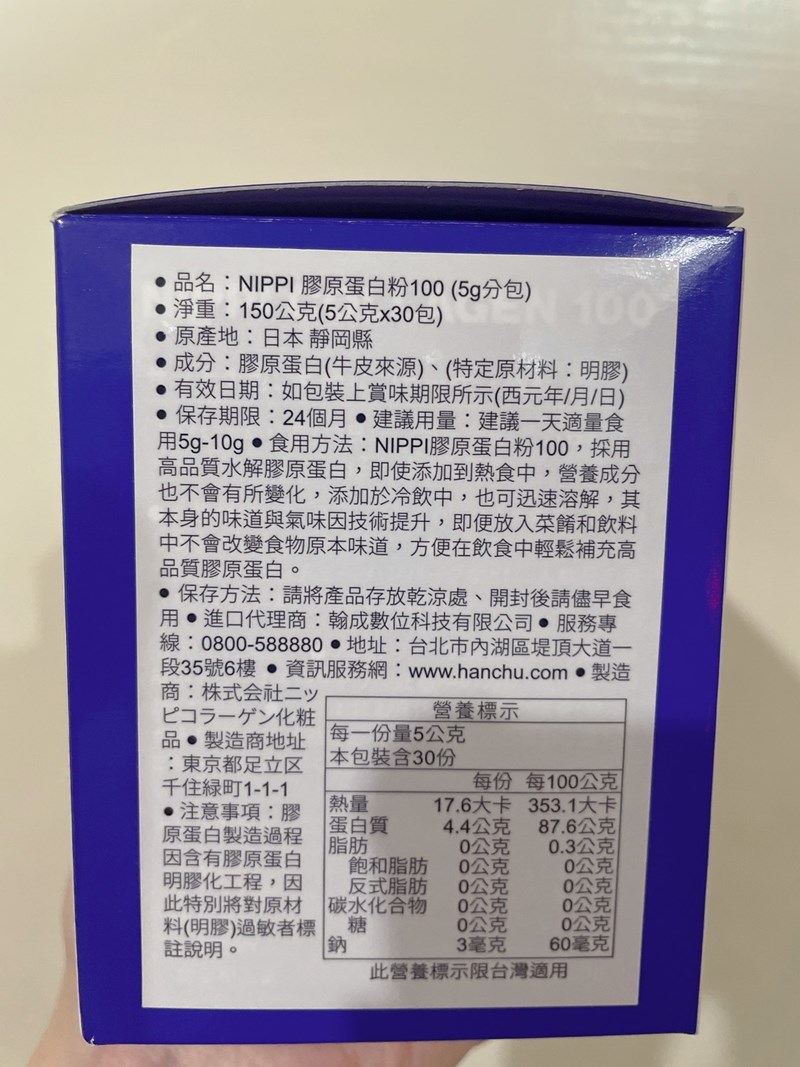 ● 品名：NIPPI 膠原蛋白粉100 (5g分包)
● 淨重：150公克(5公克x30包)
● 原產地：日本 靜岡縣
● 成分：膠原蛋白(牛皮來源)、(特定原材料：明膠)
● 有效日期：如包裝上賞味期限所示(西元年/月/日)
● 保存期限：24個月 ● 建議用量：建議一天適量食
用5g-10g ● 食用方法：NIPPI膠原蛋白粉100，採用
高品質水解膠原蛋白，即使添加到熱食中，營養成分
也不會有所變化，添加於冷飲中，也可迅速溶解，其
本身的味道與氣味因技術提升，即便放入菜餚和飲料
中不會改變食物原本味道，方便在飲食中輕鬆補充高
品質膠原蛋白。
● 保存方法：請將產品存放乾涼處、開封後請儘早食
用 ● 進口代理商：翰成數位科技有限公司 ● 服務專
線：0800-588880 ● 地址：台北市內湖區堤頂大道一
段35號6樓 ● 資訊服務網：www.hanchu.com ● 製造
商：株式会社ニッ
ピコラーゲン化粧
品 ● 製造商地址
：東京都足立区
千住緑町1-1-1
● 注意事項：膠
原蛋白製造過程
因含有膠原蛋白
明膠化工程，因
此特別將對原材
料(明膠)過敏者標
註說明。
營養標示
每一份量5公克
本包裝含30份
每份 每100公克
熱量 17.6大卡 353.1大卡
蛋白質 4.4公克 87.6公克
脂肪 0公克 0.3公克
飽和脂肪 0公克 0公克
反式脂肪 0公克 0公克
碳水化合物 0公克 0公克
糖 0公克 0公克
鈉 3毫克 60毫克
此營養標示限台灣適用